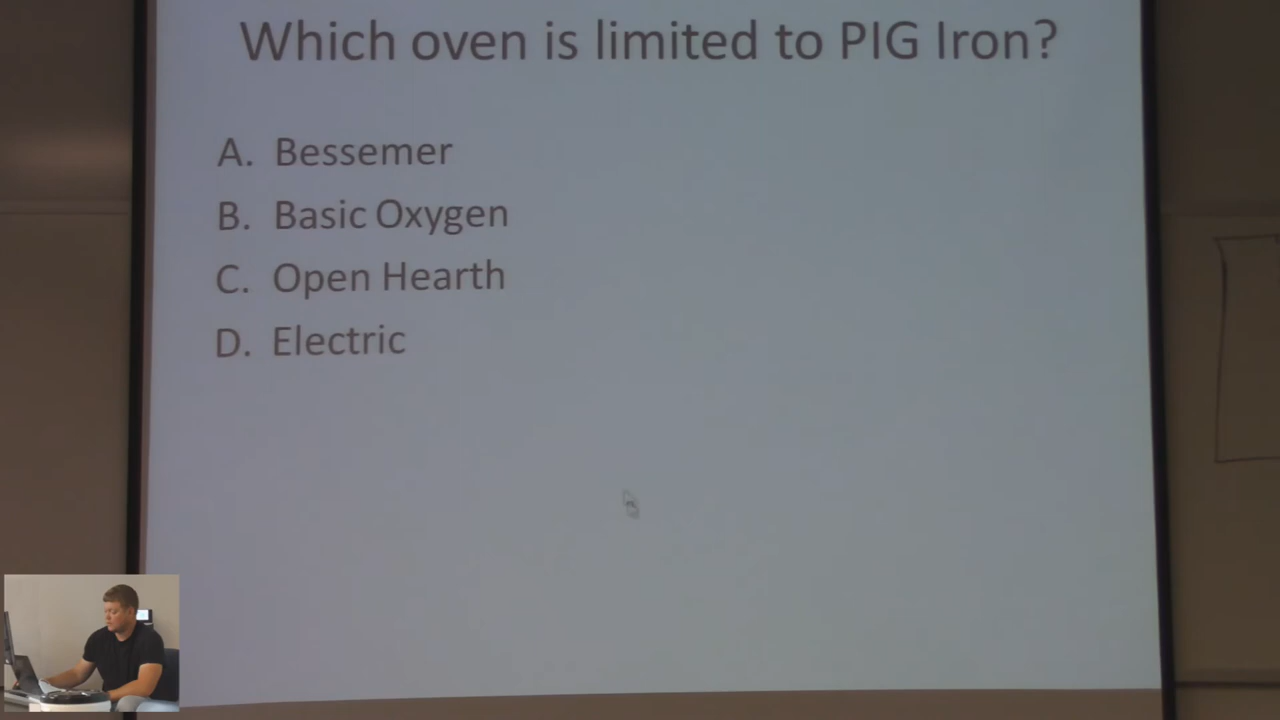 Which oven is limited to PIG Iron?
A. Bessemer
B. Basic Oxygen
C. Open Hearth
D. Electric